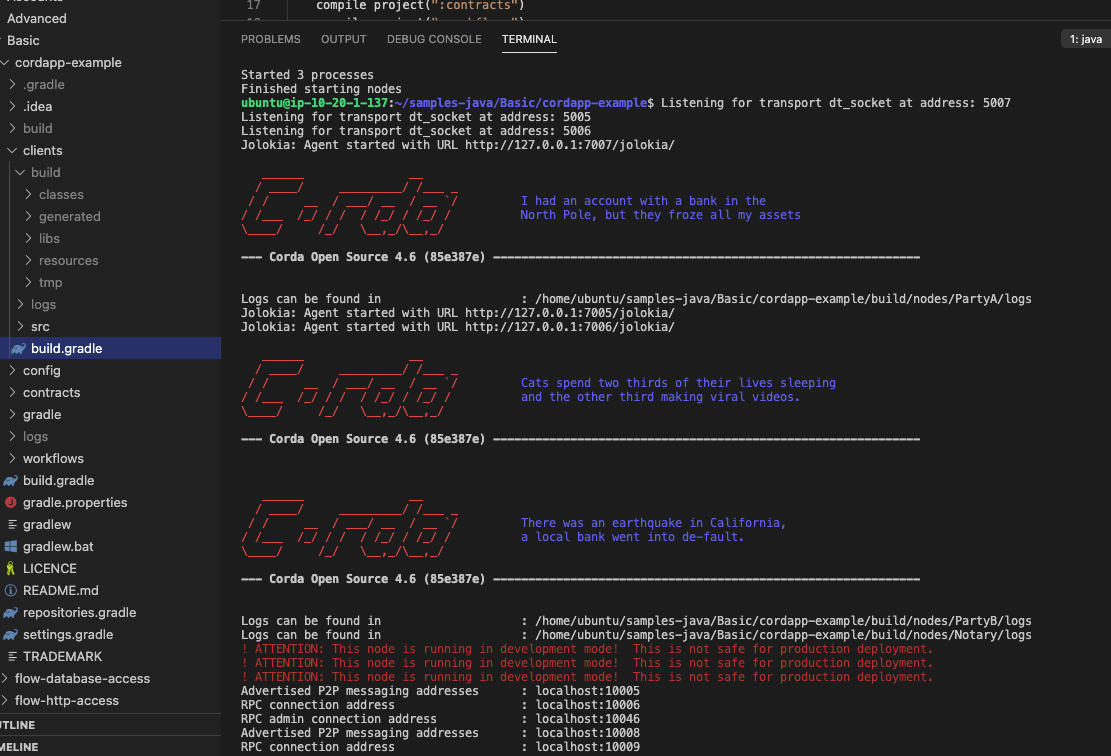 Advanced
Basic
cordapp-example
.gradle
.idea
build
clients
build
classes
generated
libs
resources
tmp
logs
src
build.gradle
config
contracts
gradle
logs
workflows
build.gradle
gradle.properties
gradlew
gradlew.bat
LICENCE
README.md
repositories.gradle
settings.gradle
TRADEMARK
flow-database-access
flow-http-access
17 compile project(":contracts")
PROBLEMS OUTPUT DEBUG CONSOLE TERMINAL 1: java
Started 3 processes
Finished starting nodes
ubuntu@ip-10-20-1-137:~/samples-java/Basic/cordapp-example$ Listening for transport dt_socket at address: 5007
Listening for transport dt_socket at address: 5005
Listening for transport dt_socket at address: 5006
Jolokia: Agent started with URL http://127.0.0.1:7007/jolokia/
Corda
I had an account with a bank in the
North Pole, but they froze all my assets
--- Corda Open Source 4.6 (85e387e) -------------------------------------------------------------
Logs can be found in : /home/ubuntu/samples-java/Basic/cordapp-example/build/nodes/PartyA/logs
Jolokia: Agent started with URL http://127.0.0.1:7005/jolokia/
Jolokia: Agent started with URL http://127.0.0.1:7006/jolokia/
Corda
Cats spend two thirds of their lives sleeping
and the other third making viral videos.
--- Corda Open Source 4.6 (85e387e) -------------------------------------------------------------
Corda
There was an earthquake in California,
a local bank went into de-fault.
--- Corda Open Source 4.6 (85e387e) -------------------------------------------------------------
Logs can be found in : /home/ubuntu/samples-java/Basic/cordapp-example/build/nodes/PartyB/logs
Logs can be found in : /home/ubuntu/samples-java/Basic/cordapp-example/build/nodes/Notary/logs
! ATTENTION: This node is running in development mode! This is not safe for production deployment.
! ATTENTION: This node is running in development mode! This is not safe for production deployment.
! ATTENTION: This node is running in development mode! This is not safe for production deployment.
Advertised P2P messaging addresses : localhost:10005
RPC connection address : localhost:10006
RPC admin connection address : localhost:10046
Advertised P2P messaging addresses : localhost:10008
RPC connection address : localhost:10009